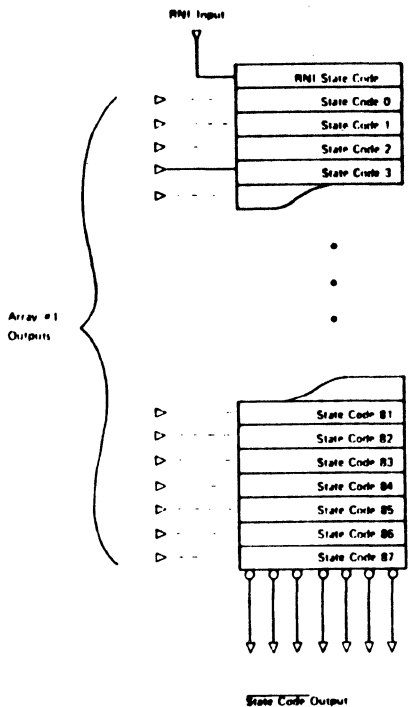 RNI Input
RNI State Code
State Code 0
State Code 1
State Code 2
State Code 3
Array #1
Outputs
State Code 81
State Code 82
State Code 83
State Code 84
State Code 85
State Code 86
State Code 87
State Code Output